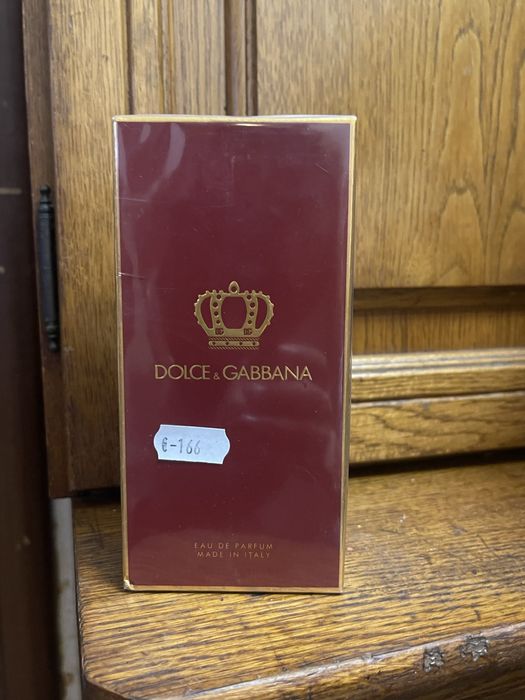 DOLCE & GABBANA
€-166
EAU DE PARFUM
MADE IN ITALY